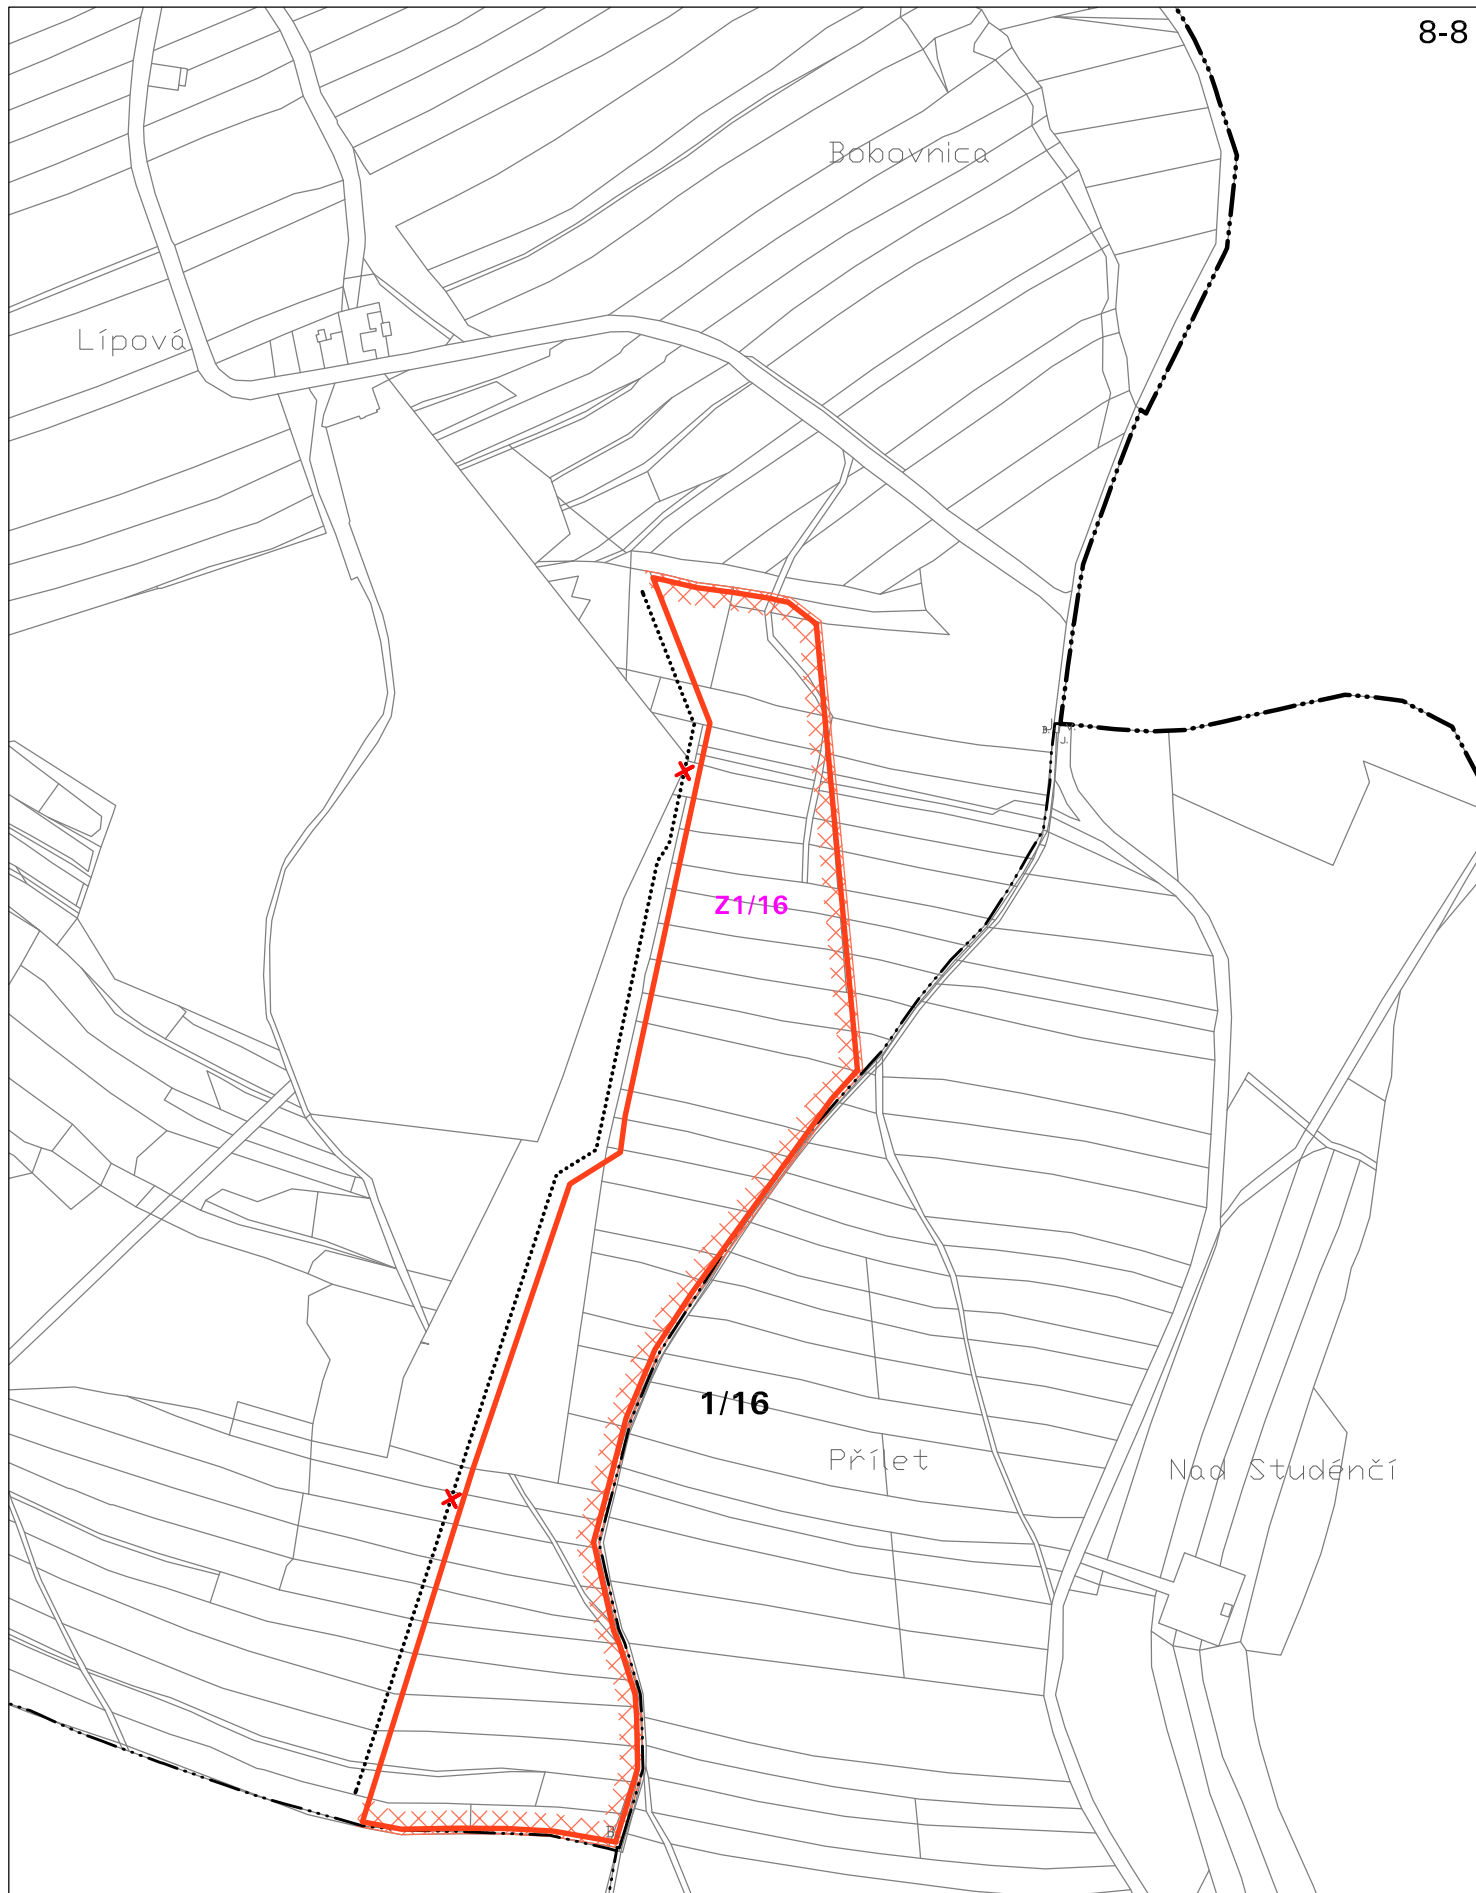 8-8
Bobovnica
Lípová
B.
J.
Z1/16
1/16
Přílet
Nad Studénčí
B